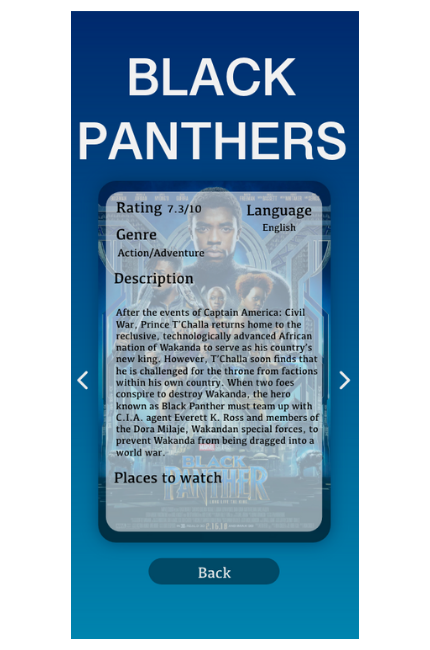 BLACK
PANTHERS
Rating 7.3/10
Language
English
Genre
Action/Adventure
Description
After the events of Captain America: Civil
War, Prince T'Challa returns home to the
reclusive, technologically advanced African
nation of Wakanda to serve as his country's
new king. However, T'Challa soon finds that
he is challenged for the throne from factions
within his own country. When two foes
conspire to destroy Wakanda, the hero
known as Black Panther must team up with
C.I.A. agent Everett K. Ross and members of
the Dora Milaje, Wakandan special forces, to
prevent Wakanda from being dragged into a
world war.
BLACK
PANTHER
Places to watch
Back